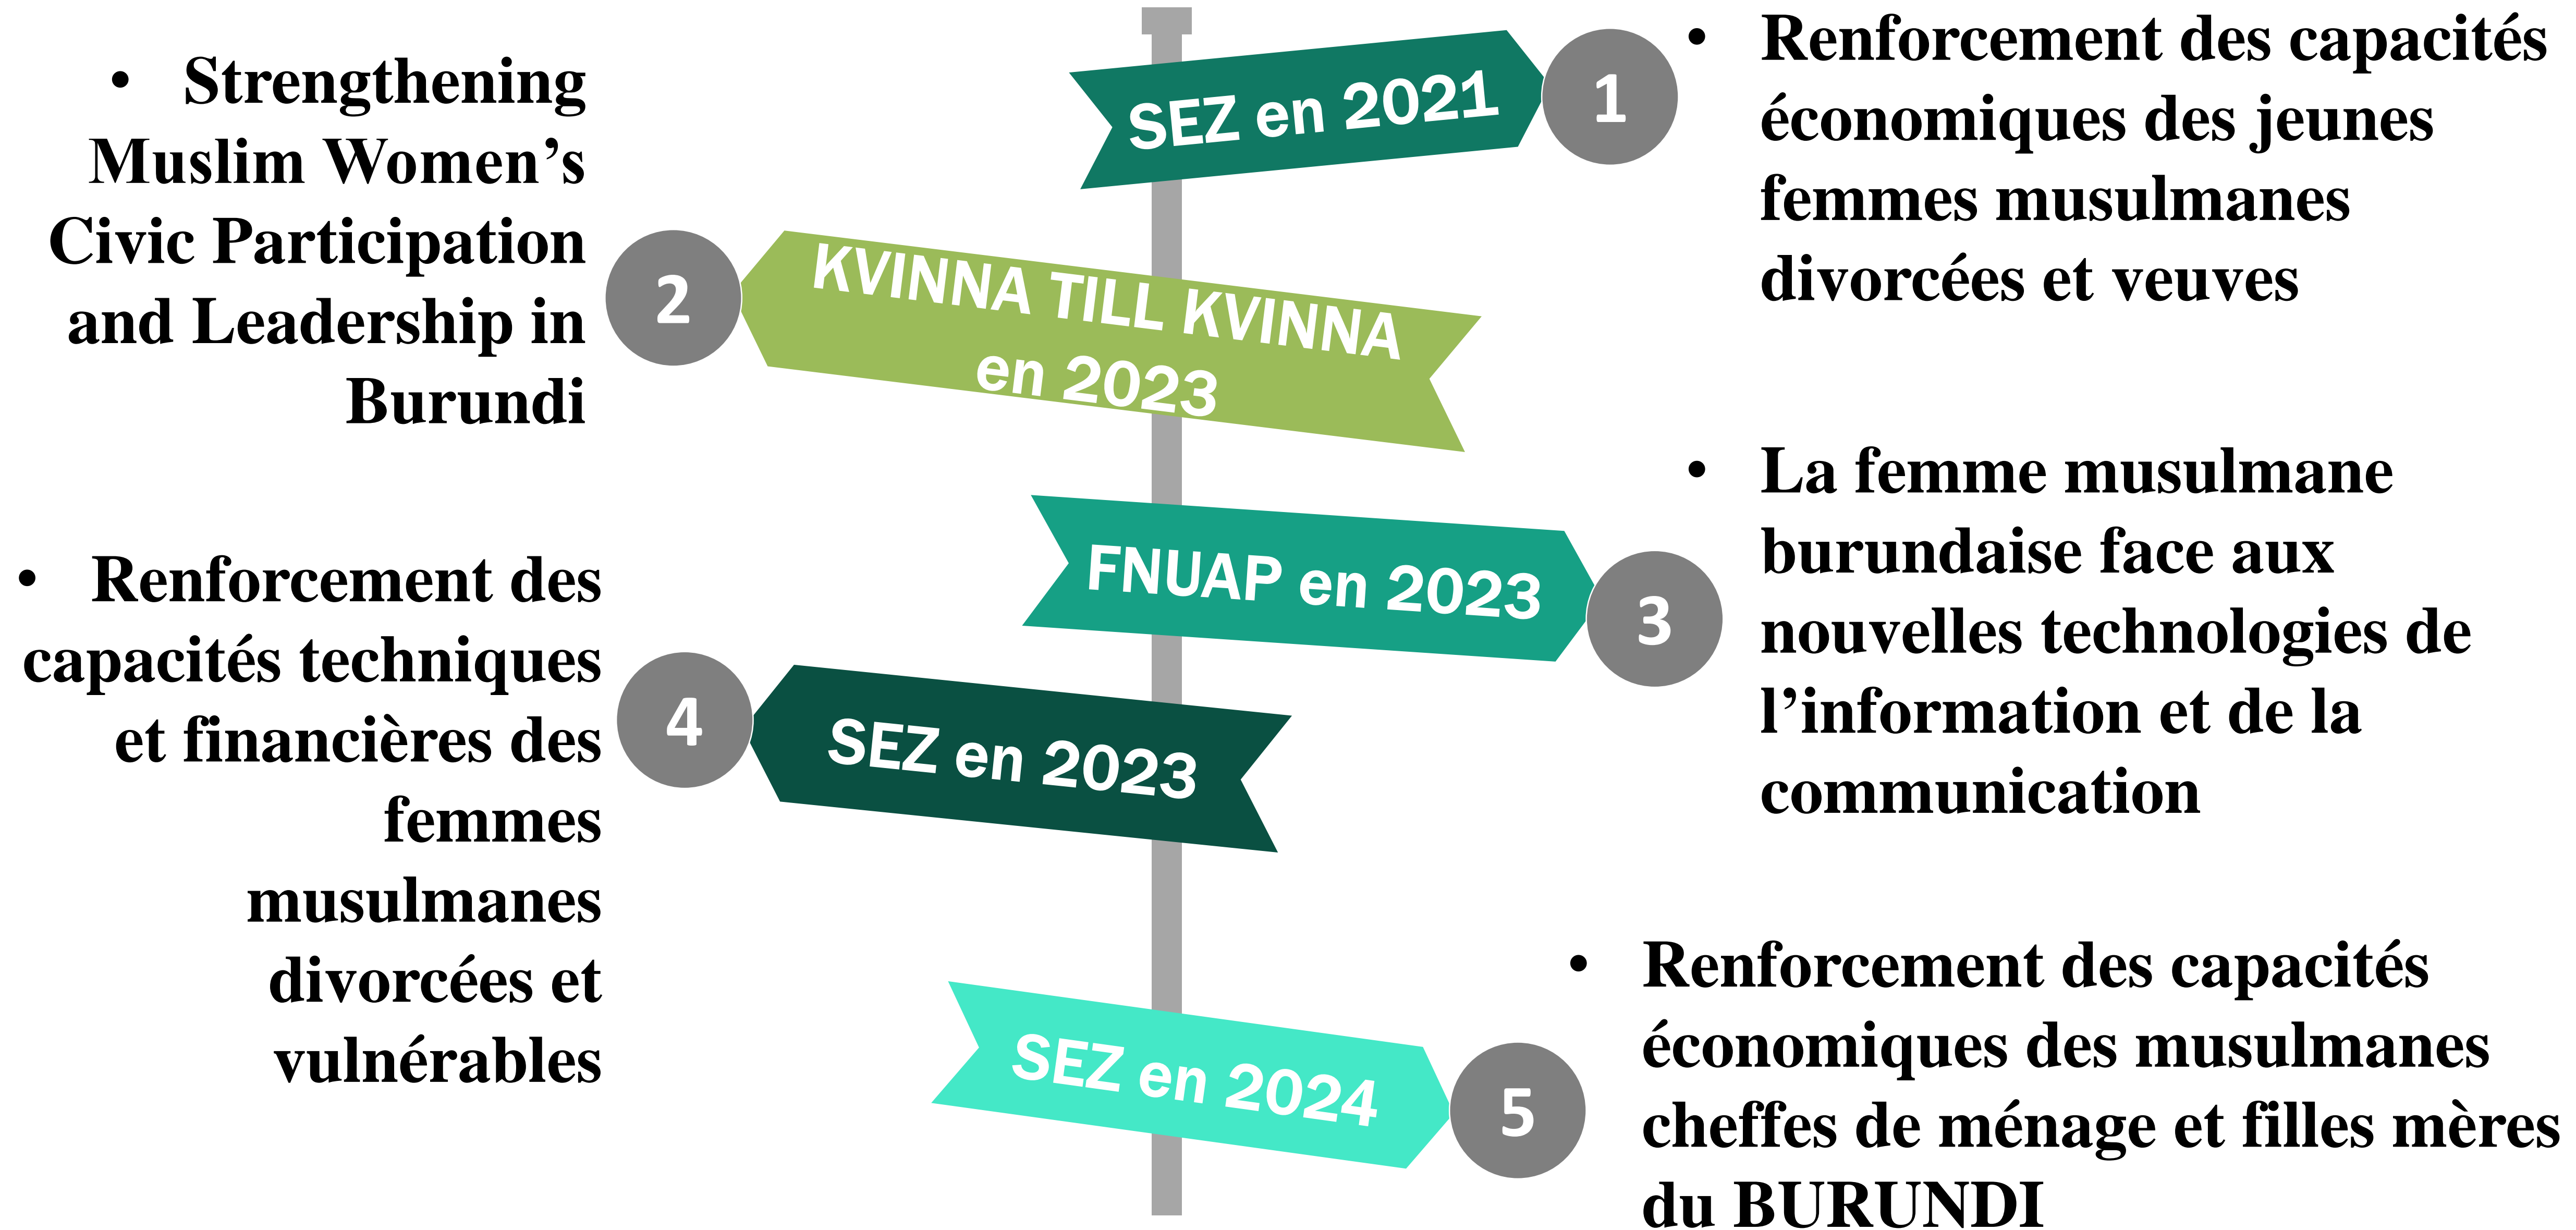 SEZ en 2021
1
• Renforcement des capacités
économiques des jeunes
femmes musulmanes
divorcées et veuves
• Strengthening
Muslim Women’s
Civic Participation
and Leadership in
Burundi
2
KVINNA TILL KVINNA
en 2023
FNUAP en 2023
3
• La femme musulmane
burundaise face aux
nouvelles technologies de
l’information et de la
communication
• Renforcement des
capacités techniques
et financières des
femmes
musulmanes
divorcées et
vulnérables
4
SEZ en 2023
SEZ en 2024
5
• Renforcement des capacités
économiques des musulmanes
cheffes de ménage et filles mères
du BURUNDI